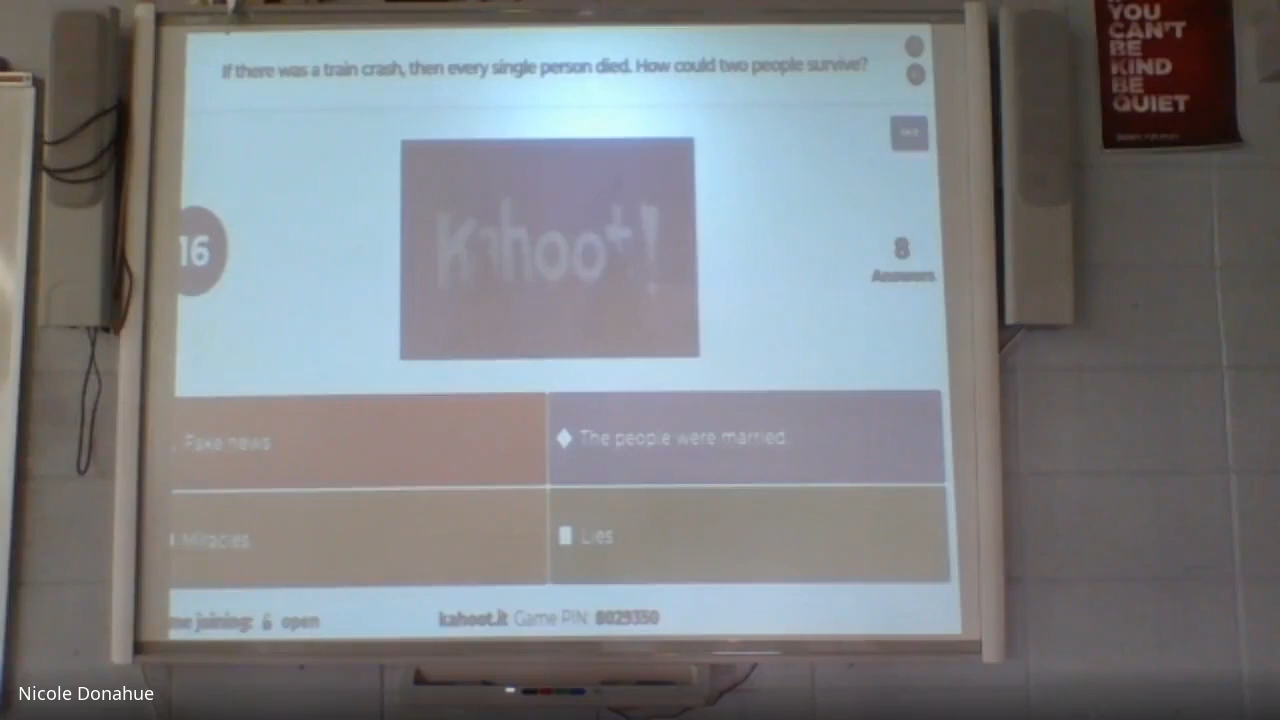 YOU
CAN'T
BE
KIND
BE
QUIET
If there was a train crash, then every single person died. How could two people survive?
Kahoot!
16
8
Answers
Fake news
The people were married.
Miracles
Lies
me joining: open
kahoot.it Game PIN: 8029350
Nicole Donahue